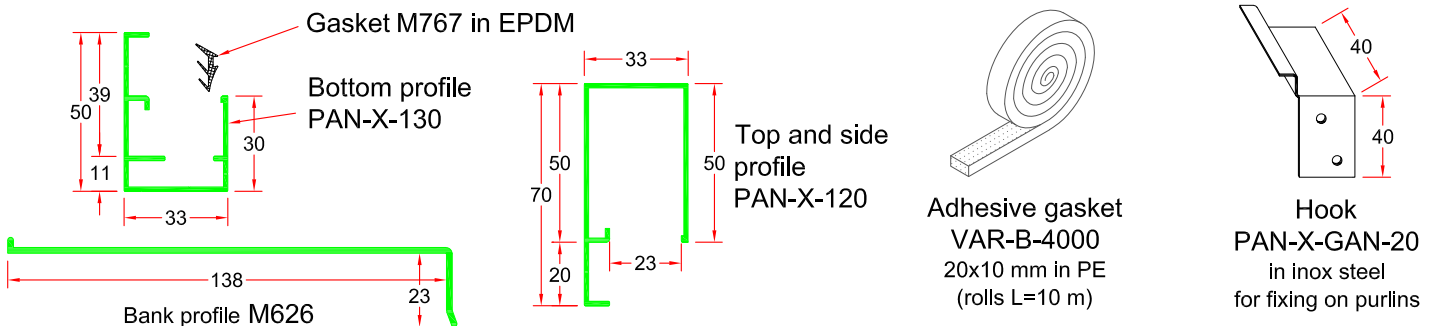 Gasket M767 in EPDM
Bottom profile
PAN-X-130
50
39
11
30
33
138
23
Bank profile M626
33
70
50
20
23
50
Top and side
profile
PAN-X-120
Adhesive gasket
VAR-B-4000
20x10 mm in PE
(rolls L=10 m)
40
40
Hook
PAN-X-GAN-20
in inox steel
for fixing on purlins